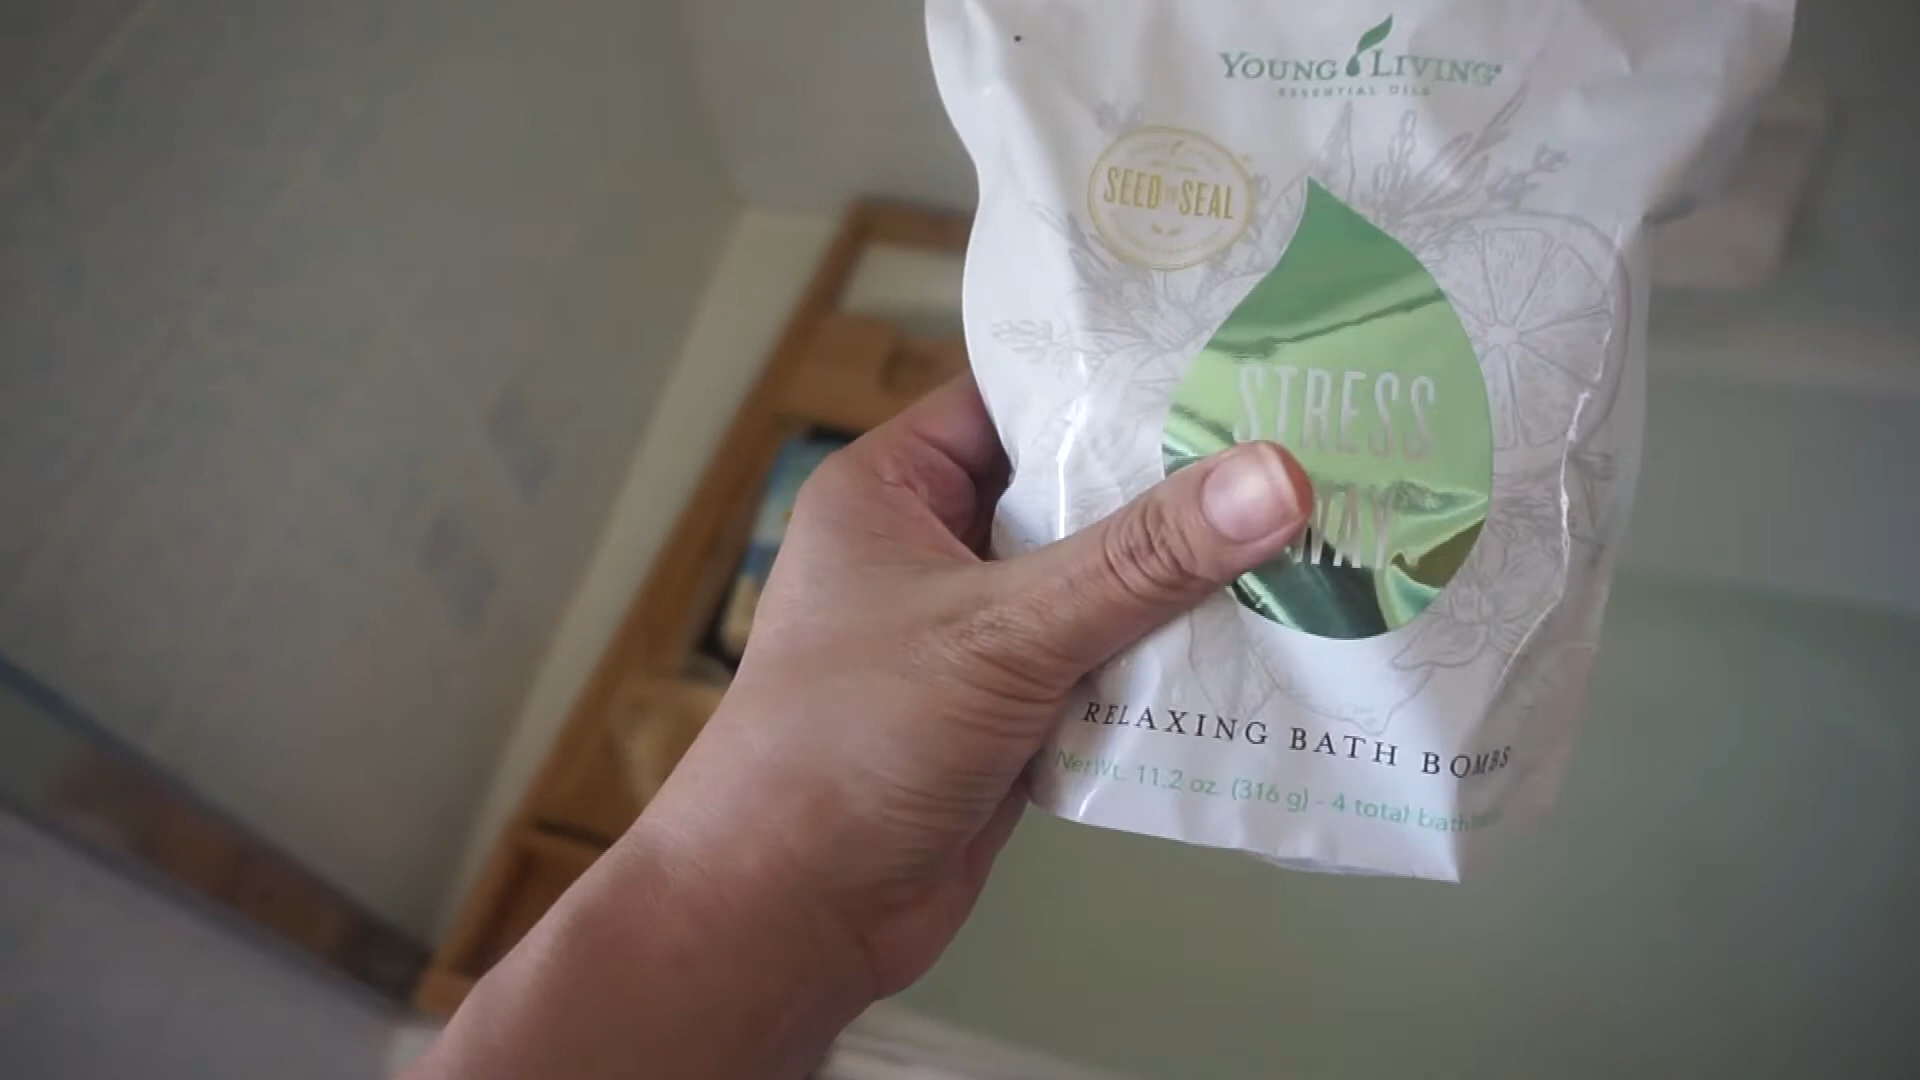 YOUNG LIVING
ESSENTIAL OILS
SEED TO SEAL
STRESS
RELAXING BATH BOMBS
Net Wt. 11.2 oz. (316 g) - 4 total bath